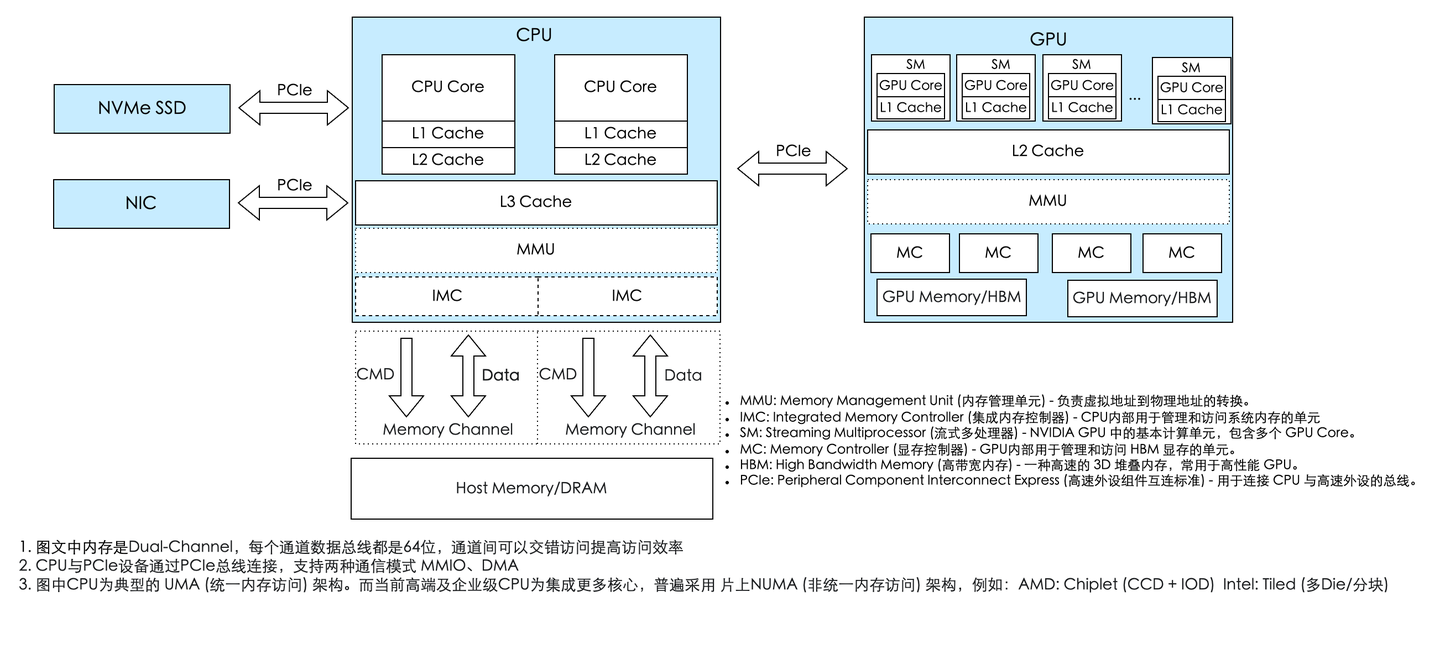 CPU
GPU
NVMe SSD
PCIe
CPU Core
L1 Cache
L2 Cache
CPU Core
L1 Cache
L2 Cache
SM
GPU Core
L1 Cache
SM
GPU Core
L1 Cache
SM
GPU Core
L1 Cache
...
SM
GPU Core
L1 Cache
PCIe
L2 Cache
NIC
PCIe
L3 Cache
MMU
MMU
IMC
IMC
MC
MC
MC
MC
GPU Memory/HBM
GPU Memory/HBM
CMD
Data
Memory Channel
CMD
Data
Memory Channel
Host Memory/DRAM
• MMU: Memory Management Unit (内存管理单元) - 负责虚拟地址到物理地址的转换。
• IMC: Integrated Memory Controller (集成内存控制器) - CPU内部用于管理和访问系统内存的单元
• SM: Streaming Multiprocessor (流式多处理器) - NVIDIA GPU 中的基本计算单元，包含多个 GPU Core。
• MC: Memory Controller (显存控制器) - GPU内部用于管理和访问 HBM 显存的单元。
• HBM: High Bandwidth Memory (高带宽内存) - 一种高速的 3D 堆叠内存，常用于高性能 GPU。
• PCIe: Peripheral Component Interconnect Express (高速外设组件互连标准) - 用于连接 CPU 与高速外设的总线。
1. 图文中内存是Dual-Channel，每个通道数据总线都是64位，通道间可以交错访问提高访问效率
2. CPU与PCIe设备通过PCIe总线连接，支持两种通信模式 MMIO、DMA
3. 图中CPU为典型的 UMA (统一内存访问) 架构。而当前高端及企业级CPU为集成更多核心，普遍采用 片上NUMA (非统一内存访问) 架构，例如：AMD: Chiplet (CCD + IOD) Intel: Tiled (多Die/分块)